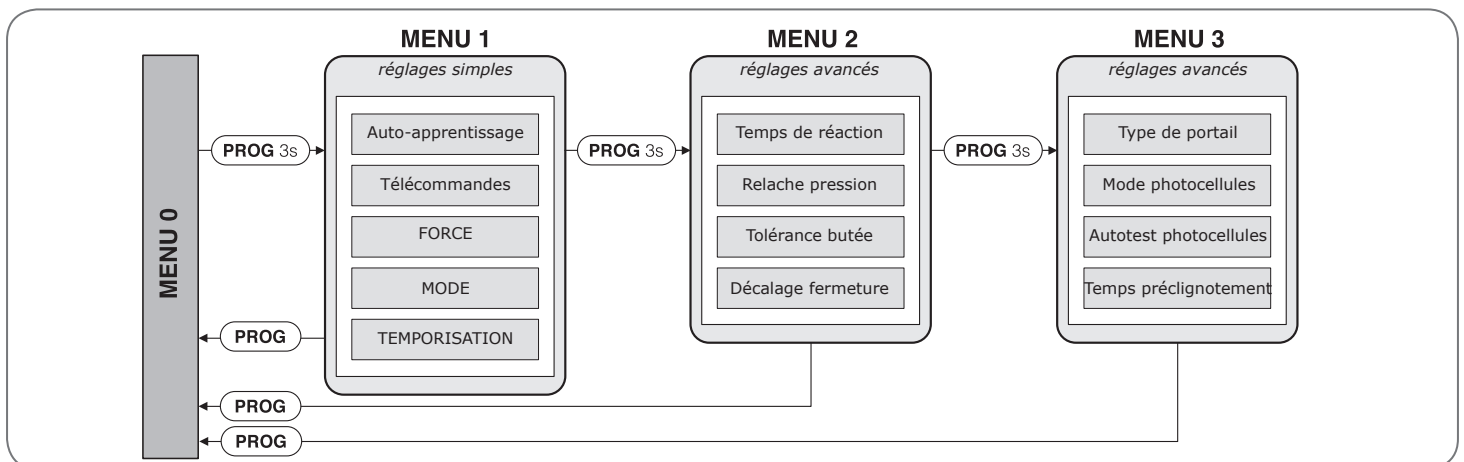 MENU 0
PROG 3s
MENU 1
réglages simples
Auto-apprentissage
Télécommandes
FORCE
MODE
TEMPORISATION
PROG 3s
MENU 2
réglages avancés
Temps de réaction
Relache pression
Tolérance butée
Décalage fermeture
PROG 3s
MENU 3
réglages avancés
Type de portail
Mode photocellules
Autotest photocellules
Temps préclignotement
PROG
PROG
PROG